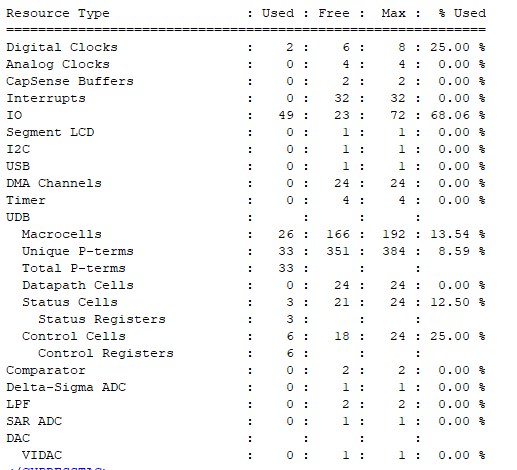 Resource Type                 : Used : Free :  Max :  % Used
============================================================
Digital Clocks                :    2 :    6 :    8 : 25.00 %
Analog Clocks                 :    0 :    4 :    4 :  0.00 %
CapSense Buffers              :    0 :    2 :    2 :  0.00 %
Interrupts                    :    0 :   32 :   32 :  0.00 %
IO                            :   49 :   23 :   72 : 68.06 %
Segment LCD                   :    0 :    1 :    1 :  0.00 %
I2C                           :    0 :    1 :    1 :  0.00 %
USB                           :    0 :    1 :    1 :  0.00 %
DMA Channels                  :    0 :   24 :   24 :  0.00 %
Timer                         :    0 :    4 :    4 :  0.00 %
UDB                           :      :      :      :
  Macrocells                  :   26 :  166 :  192 : 13.54 %
  Unique P-terms              :   33 :  351 :  384 :  8.59 %
  Total P-terms               :   33 :      :      :
  Datapath Cells              :    0 :   24 :   24 :  0.00 %
  Status Cells                :    3 :   21 :   24 : 12.50 %
    Status Registers          :    3 :      :      :
  Control Cells               :    6 :   18 :   24 : 25.00 %
    Control Registers         :    6 :      :      :
Comparator                    :    0 :    2 :    2 :  0.00 %
Delta-Sigma ADC               :    0 :    1 :    1 :  0.00 %
LPF                           :    0 :    2 :    2 :  0.00 %
SAR ADC                       :    0 :    1 :    1 :  0.00 %
DAC                           :      :      :      :
  VIDAC                       :    0 :    1 :    1 :  0.00 %